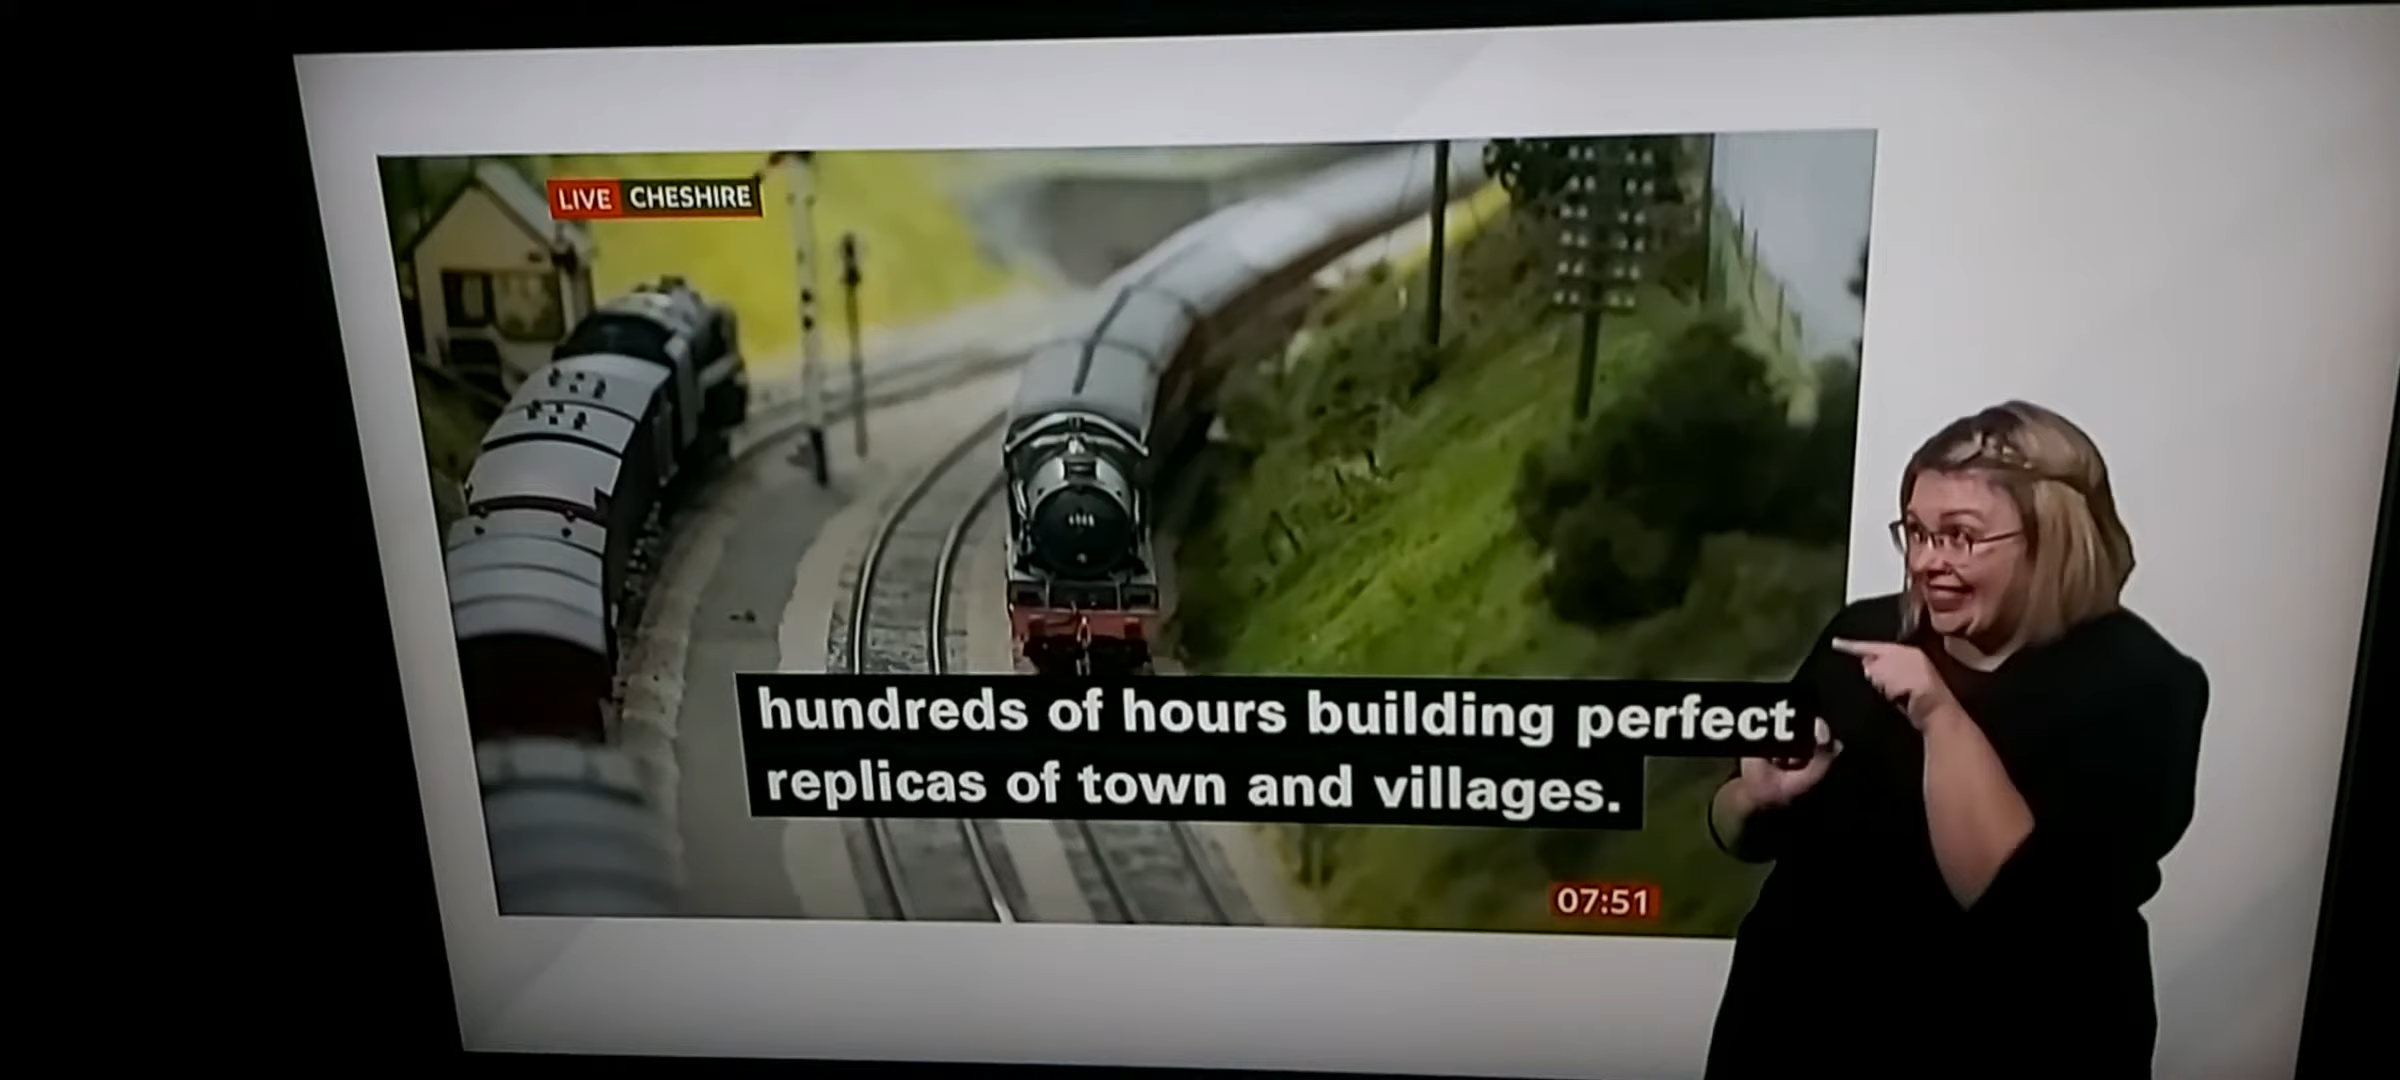 LIVE CHESHIRE
hundreds of hours building perfect
replicas of town and villages.
07:51